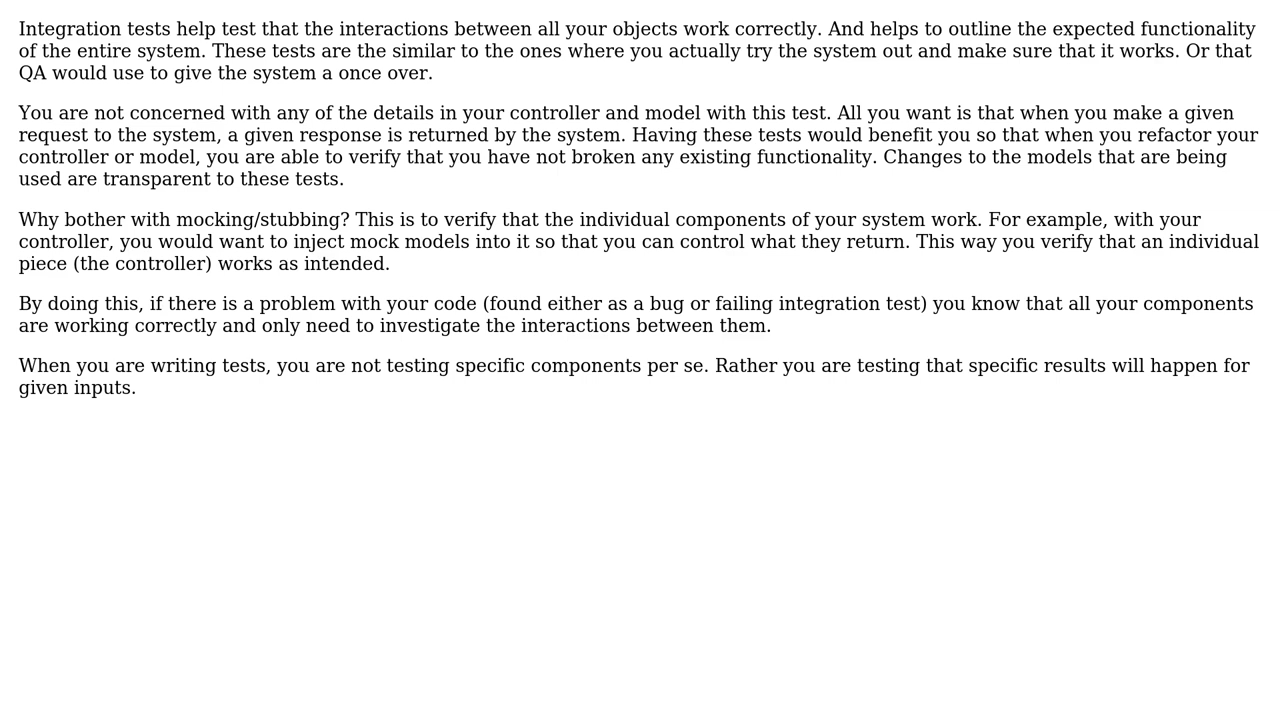 Integration tests help test that the interactions between all your objects work correctly. And helps to outline the expected functionality
of the entire system. These tests are the similar to the ones where you actually try the system out and make sure that it works. Or that
QA would use to give the system a once over.
You are not concerned with any of the details in your controller and model with this test. All you want is that when you make a given
request to the system, a given response is returned by the system. Having these tests would benefit you so that when you refactor your
controller or model, you are able to verify that you have not broken any existing functionality. Changes to the models that are being
used are transparent to these tests.
Why bother with mocking/stubbing? This is to verify that the individual components of your system work. For example, with your
controller, you would want to inject mock models into it so that you can control what they return. This way you verify that an individual
piece (the controller) works as intended.
By doing this, if there is a problem with your code (found either as a bug or failing integration test) you know that all your components
are working correctly and only need to investigate the interactions between them.
When you are writing tests, you are not testing specific components per se. Rather you are testing that specific results will happen for
given inputs.